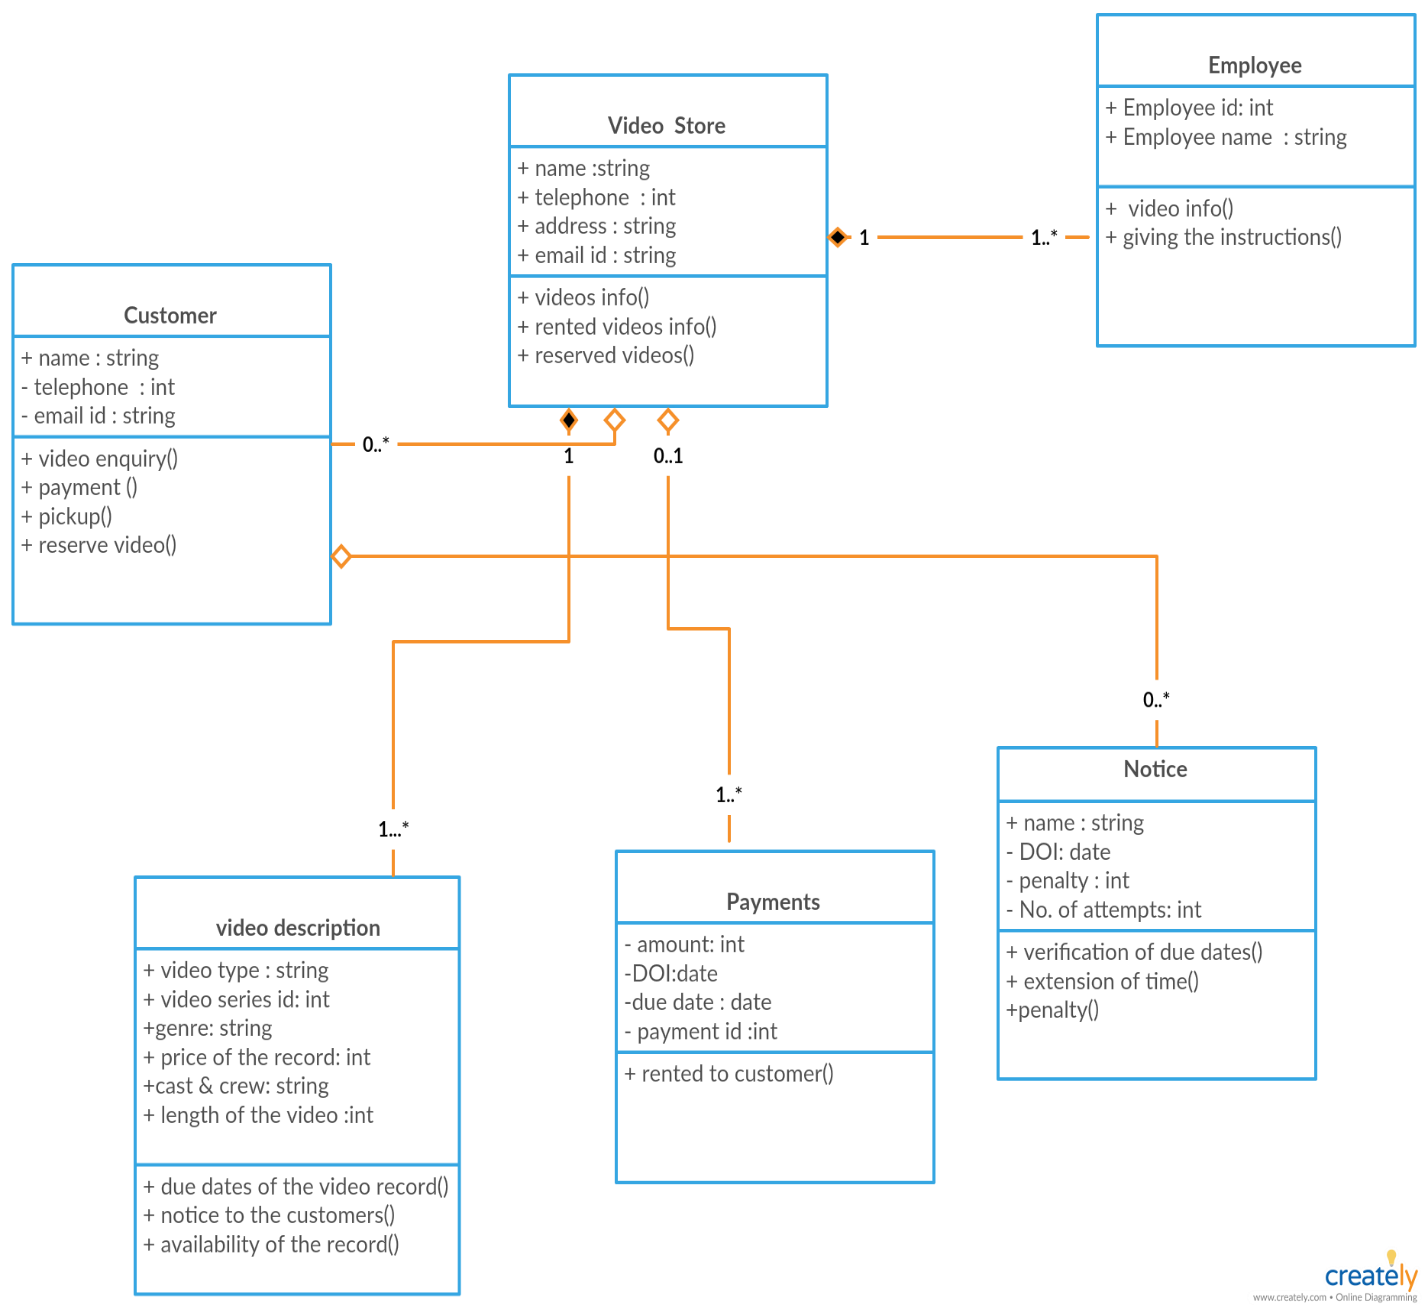 Employee
+ Employee id: int
+ Employee name  : string
+  video info()
+ giving the instructions()
Video  Store
+ name :string
+ telephone  : int
+ address : string
+ email id : string
+ videos info()
+ rented videos info()
+ reserved videos()
1
1..*
Customer
+ name : string
- telephone  : int
- email id : string
+ video enquiry()
+ payment ()
+ pickup()
+ reserve video()
0..*
1
0..1
0..*
1..*
1...*
Notice
+ name : string
- DOI: date
- penalty : int
- No. of attempts: int
+ verification of due dates()
+ extension of time()
+penalty()
Payments
- amount: int
-DOI:date
-due date : date
- payment id :int
+ rented to customer()
video description
+ video type : string
+ video series id: int
+genre: string
+ price of the record: int
+cast & crew: string
+ length of the video :int
+ due dates of the video record()
+ notice to the customers()
+ availability of the record()
creately
www.creately.com • Online Diagramming